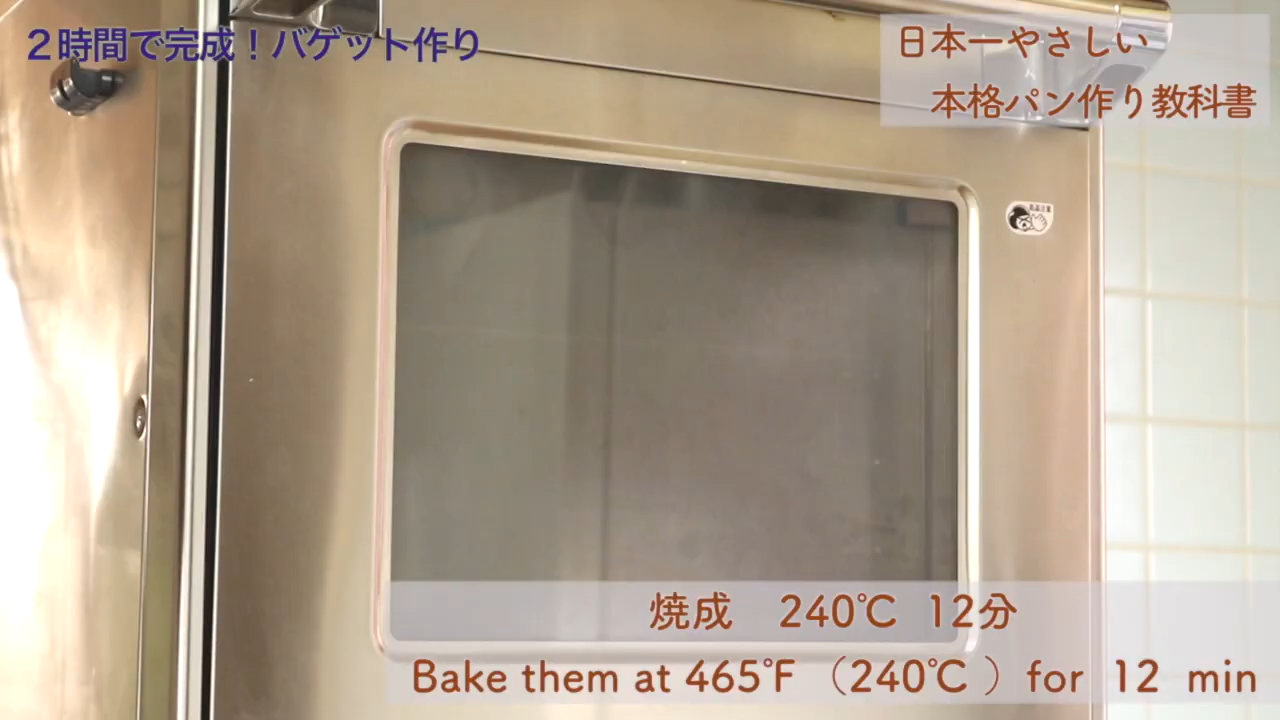 2時間で完成！バゲット作り
日本一やさしい
本格パン作り教科書
焼成　240℃ 12分
Bake them at 465°F （240℃ ）for 12 min